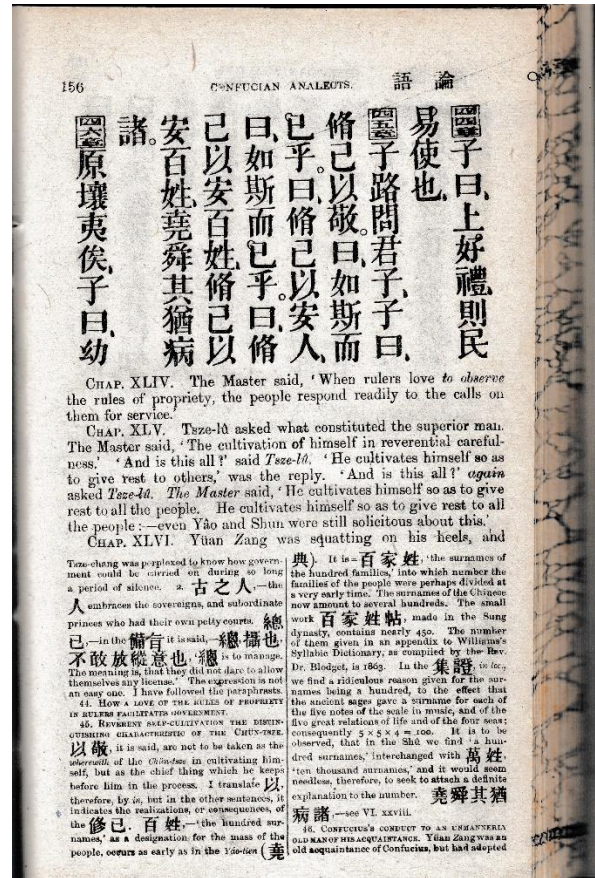 156 CONFUCIAN ANALECTS. 語論
四四章子曰、上好禮、則民
易使也、
四五章子路問君子、子曰、
脩己以敬。曰、如斯而
已乎。曰、脩己以安人、
曰、如斯而已乎。曰、脩
己以安百姓、脩己以
安百姓、堯舜其猶病
諸。
四六章原壤夷俟、子曰、幼
CHAP. XLIV. The Master said, ‘When rulers love to observe
the rules of propriety, the people respond readily to the calls on
them for service.’
CHAP. XLV. Tsze-lû asked what constituted the superior man.
The Master said, ‘The cultivation of himself in reverential careful-
ness.’ ‘And is this all?’ said Tsze-lû. ‘He cultivates himself so as
to give rest to others,’ was the reply. ‘And is this all?’ again
asked Tsze-lû. The Master said, ‘He cultivates himself so as to give
rest to all the people. He cultivates himself so as to give rest to all
the people:—even Yâo and Shun were still solicitous about this.’
CHAP. XLVI. Yüan Zang was squatting on his heels, and
Tsze-chang was perplexed to know how govern-
ment could be carried on during so long
a period of silence. 2. 古之人,—the
人 embraces the sovereigns, and subordinate
princes who had their own petty courts. 總
已,—in the 備旨 it is said,—總攝也,
不敢放縱意也, ‘總 is to manage.
The meaning is, that they did not dare to allow
themselves any license.’ The expression is not
an easy one. I have followed the paraphrasts.
44. HOW A LOVE OF THE RULES OF PROPRIETY
IN RULERS FACILITATES GOVERNMENT.
45. REVERENT SELF-CULTIVATION THE DISTIN-
GUISHING CHARACTERISTIC OF THE CHÜN-TSZE.
以敬, it is said, are not to be taken as the
wherewith of the Chün-tsze in cultivating him-
self, but as the chief thing which he keeps
before him in the process. I translate 以,
therefore, by in, but in the other sentences, it
indicates the realizations, or consequences, of
the 修已. 百姓,—‘the hundred sur-
names,’ as a designation for the mass of the
people, occurs as early as in the Yâo-tien (堯
典). It is = 百家姓, ‘the surnames of
the hundred families,’ into which number the
families of the people were perhaps divided at
a very early time. The surnames of the Chinese
now amount to several hundreds. The small
work 百家姓帖, made in the Sung
dynasty, contains nearly 450. The number
of them given in an appendix to Williams's
Syllabic Dictionary, as compiled by the Rev.
Dr. Blodget, is 1863. In the 集證, in loc.,
we find a ridiculous reason given for the sur-
names being a hundred, to the effect that
the ancient sages gave a surname for each of
the five notes of the scale in music, and of the
five great relations of life and of the four seas;
consequently 5 × 5 × 4 = 100. It is to be
observed, that in the Shû we find ‘a hun-
dred surnames,’ interchanged with 萬姓,
‘ten thousand surnames,’ and it would seem
needless, therefore, to seek to attach a definite
explanation to the number. 堯舜其猶
病諸,—see VI. xxviii.
46. CONFUCIUS'S CONDUCT TO AN UNMANNERLY
OLD MAN OF HIS ACQUAINTANCE. Yüan Zang was an
old acquaintance of Confucius, but had adopted